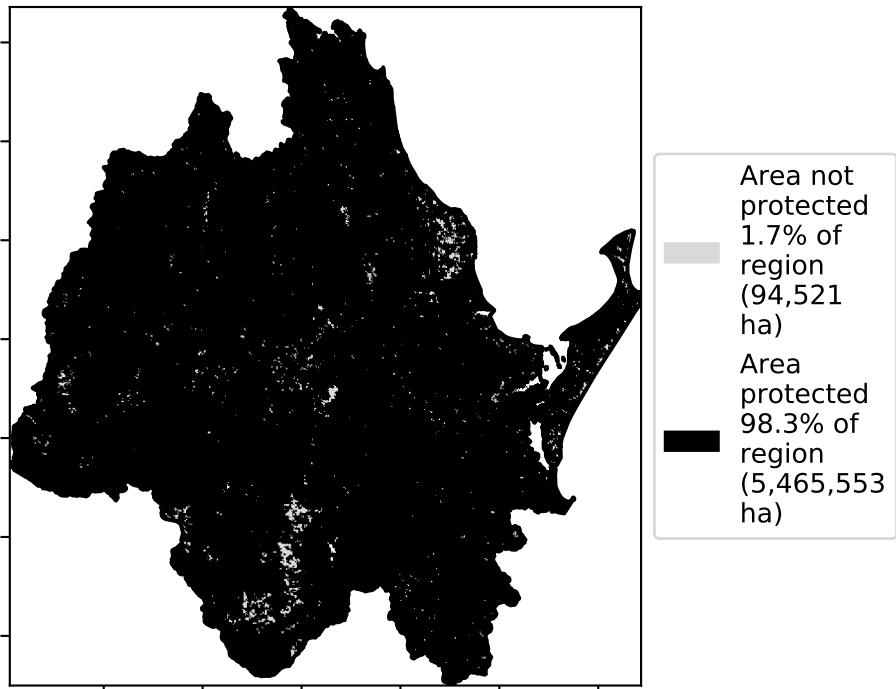 Area not
protected
1.7% of
region
(94,521
ha)
Area
protected
98.3% of
region
(5,465,553
ha)